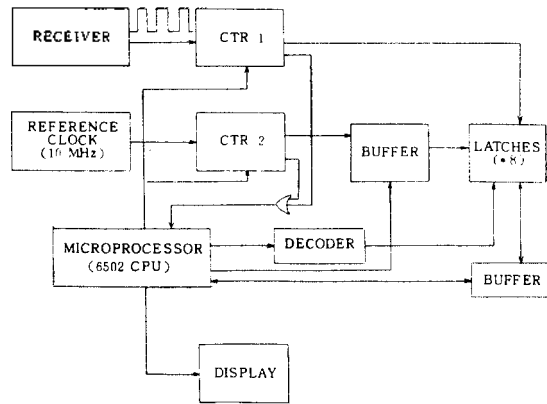 RECEIVER
CTR 1
REFERENCE
CLOCK
(10 MHz)
CTR 2
BUFFER
LATCHES
(•8)
MICROPROCESSOR
(6502 CPU)
DECODER
BUFFER
DISPLAY